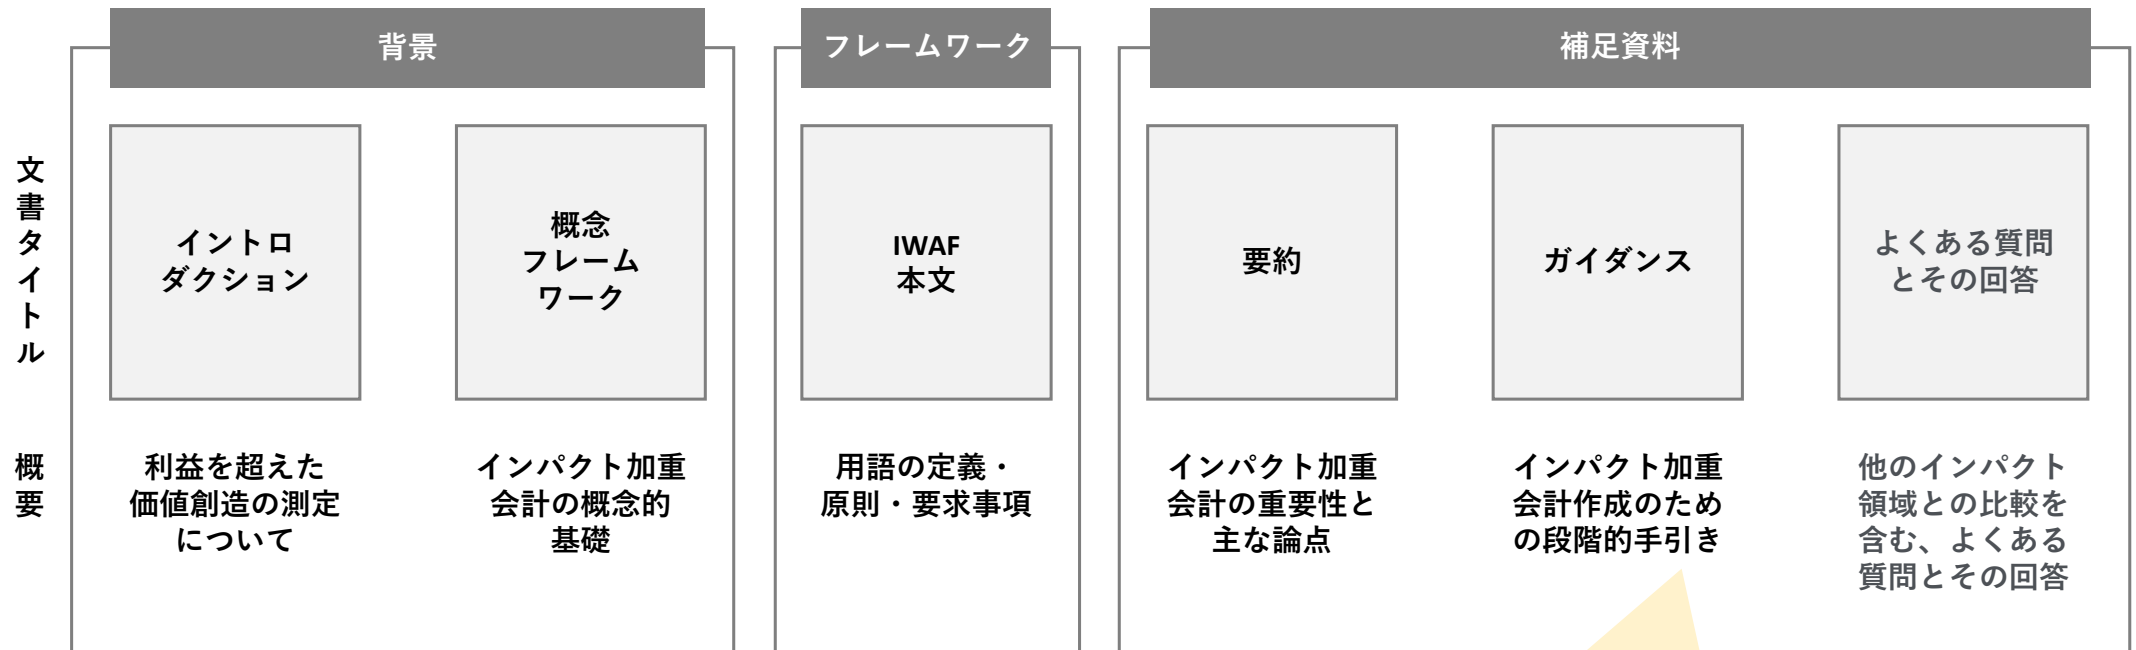 背景
フレームワーク
補足資料
文書タイトル
イントロ
ダクション
概念
フレーム
ワーク
IWAF
本文
要約
ガイダンス
よくある質問
とその回答
概要
利益を超えた
価値創造の測定
について
インパクト加重
会計の概念的
基礎
用語の定義・
原則・要求事項
インパクト加重
会計の重要性と
主な論点
インパクト加重
会計作成のため
の段階的手引き
他のインパクト
領域との比較を
含む、よくある
質問とその回答